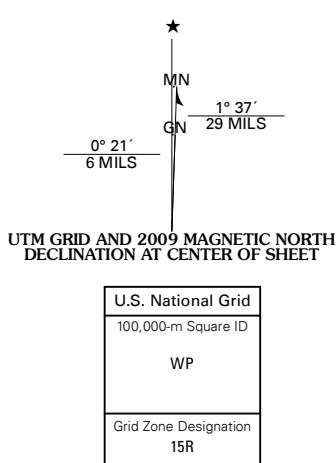 ★
MN
1° 37´
29 MILS
GN
0° 21´
6 MILS
UTM GRID AND 2009 MAGNETIC NORTH
DECLINATION AT CENTER OF SHEET
U.S. National Grid
100,000-m Square ID
WP
Grid Zone Designation
15R